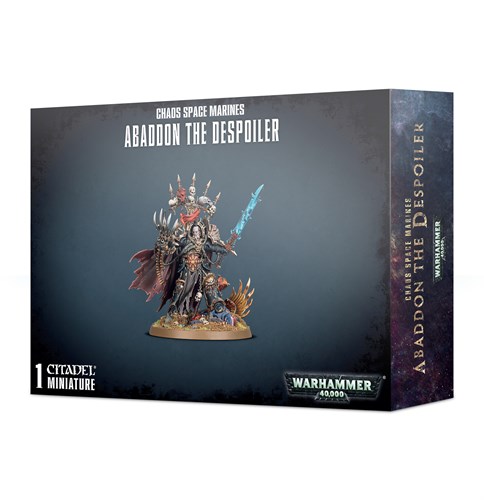 CHAOS SPACE MARINES
ABADDON THE DESPOILER
1 CITADEL
MINIATURE
WARHAMMER
40,000
CHAOS SPACE MARINES
ABADDON THE DESPOILER
WARHAMMER
40,000